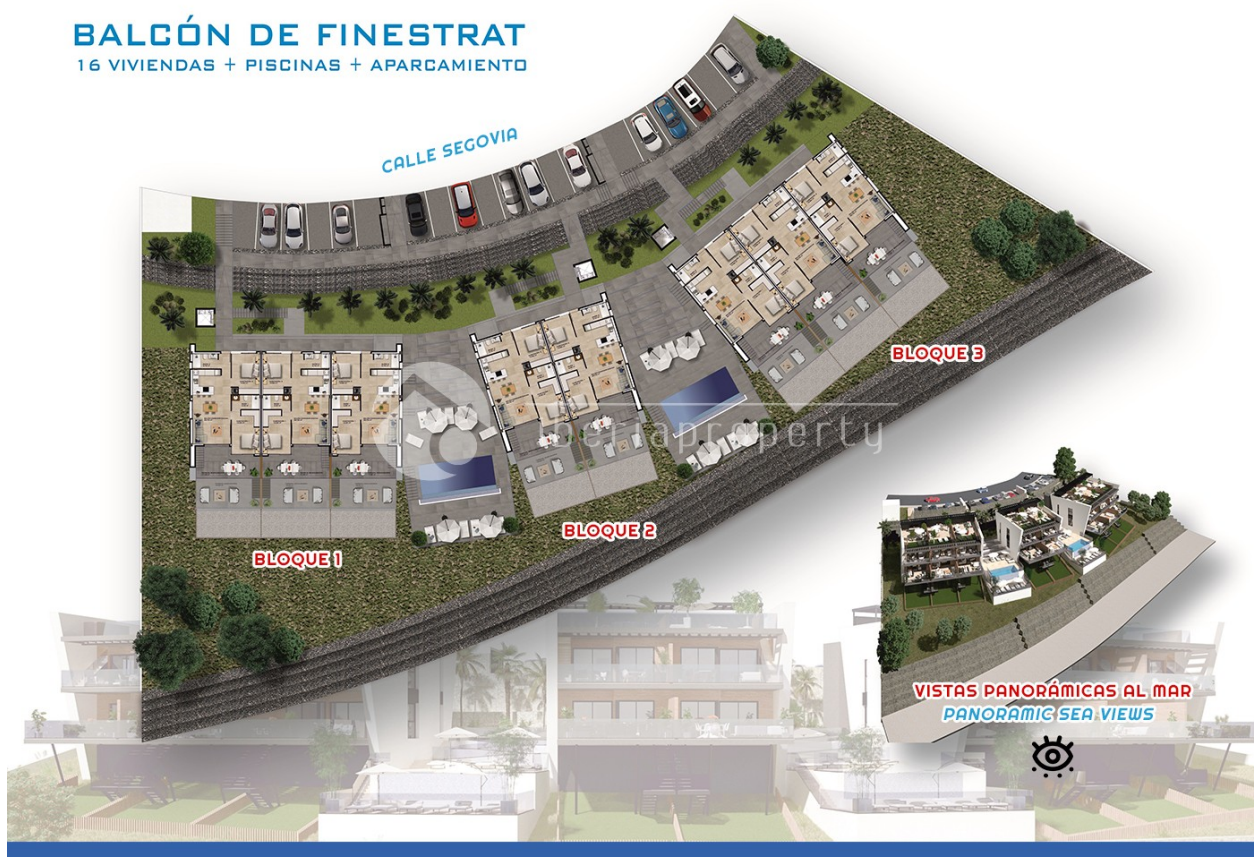 BALCÓN DE FINESTRAT
16 VIVIENDAS + PISCINAS + APARCAMIENTO
CALLE SEGOVIA
BLOQUE 3
iberiaproperty
BLOQUE 2
BLOQUE 1
VISTAS PANORÁMICAS AL MAR
PANORAMIC SEA VIEWS